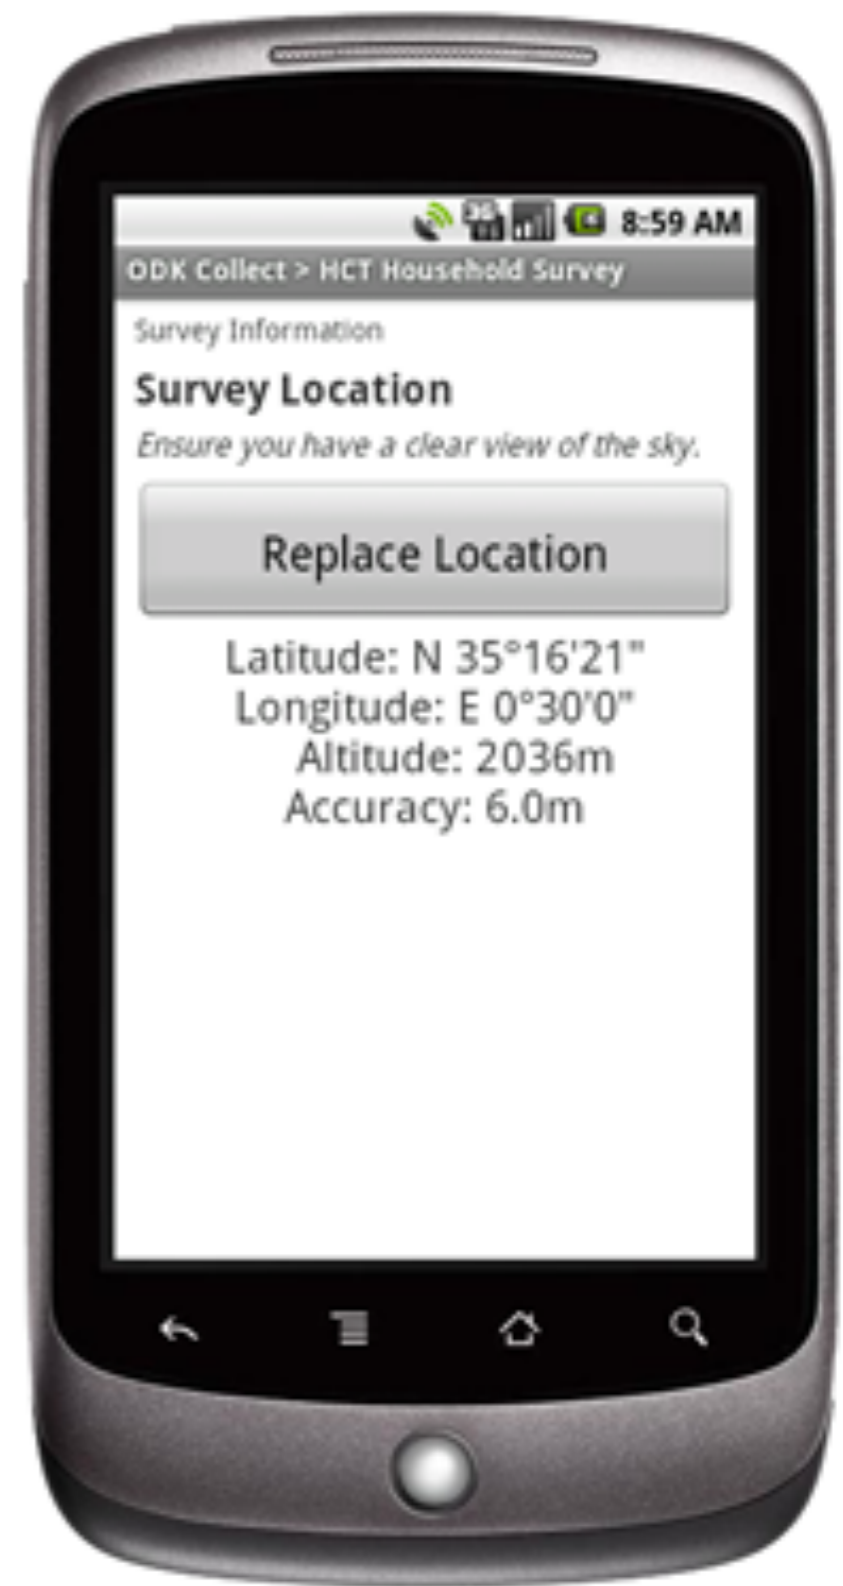 8:59 AM
ODK Collect > HCT Household Survey
Survey Information
Survey Location
Ensure you have a clear view of the sky.
Replace Location
Latitude: N 35°16'21"
Longitude: E 0°30'0"
Altitude: 2036m
Accuracy: 6.0m